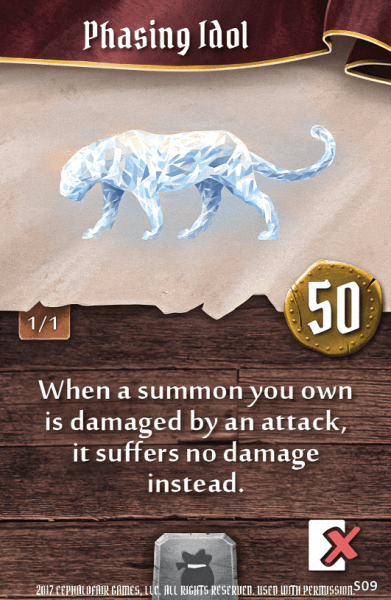 Phasing Idol
1/1
50
When a summon you own
is damaged by an attack,
it suffers no damage
instead.
2017 CEPHALOFAIR GAMES, LLC. ALL RIGHTS RESERVED. USED WITH PERMISSION.
S09